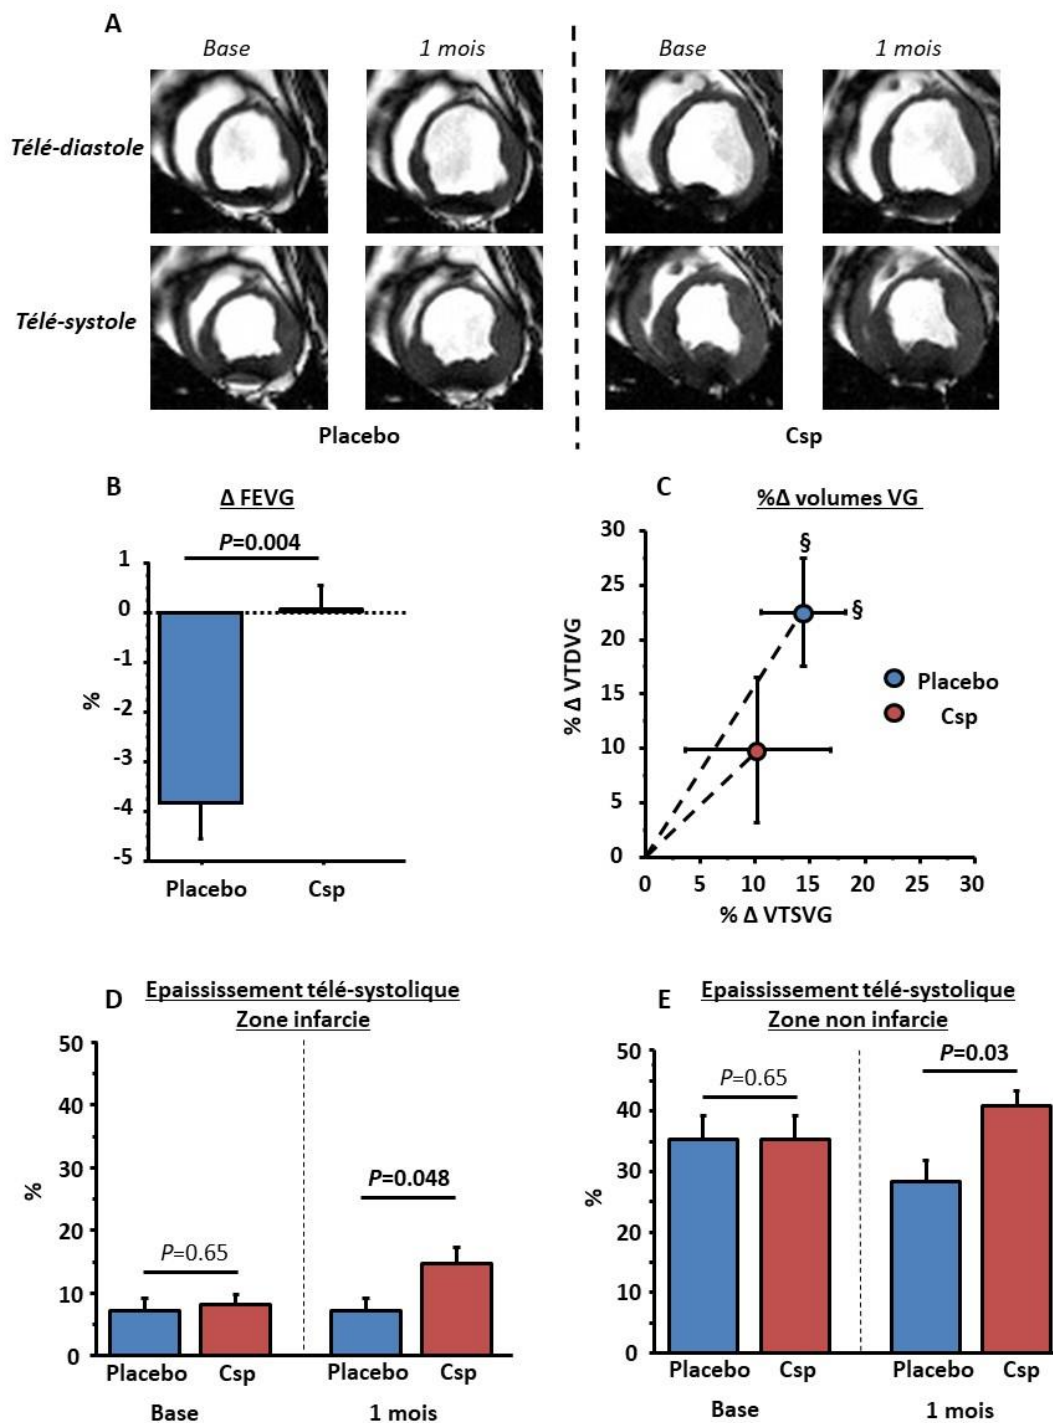 A
Base 1 mois Base 1 mois
Télé-diastole
Télé-systole
Placebo Csp
B
Δ FEVG
P=0.004
1
0
-1
-2
-3
-4
-5
%
Placebo Csp
C
%Δ volumes VG
30
25
20
15
10
5
0
% Δ VTDVG
§
§
Placebo
Csp
0 5 10 15 20 25 30
% Δ VTSVG
D
Epaississement télé-systolique
Zone infarcie
50
40
30
20
10
0
%
P=0.65
P=0.048
Placebo Csp Placebo Csp
Base 1 mois
E
Epaississement télé-systolique
Zone non infarcie
50
40
30
20
10
0
%
P=0.65
P=0.03
Placebo Csp Placebo Csp
Base 1 mois